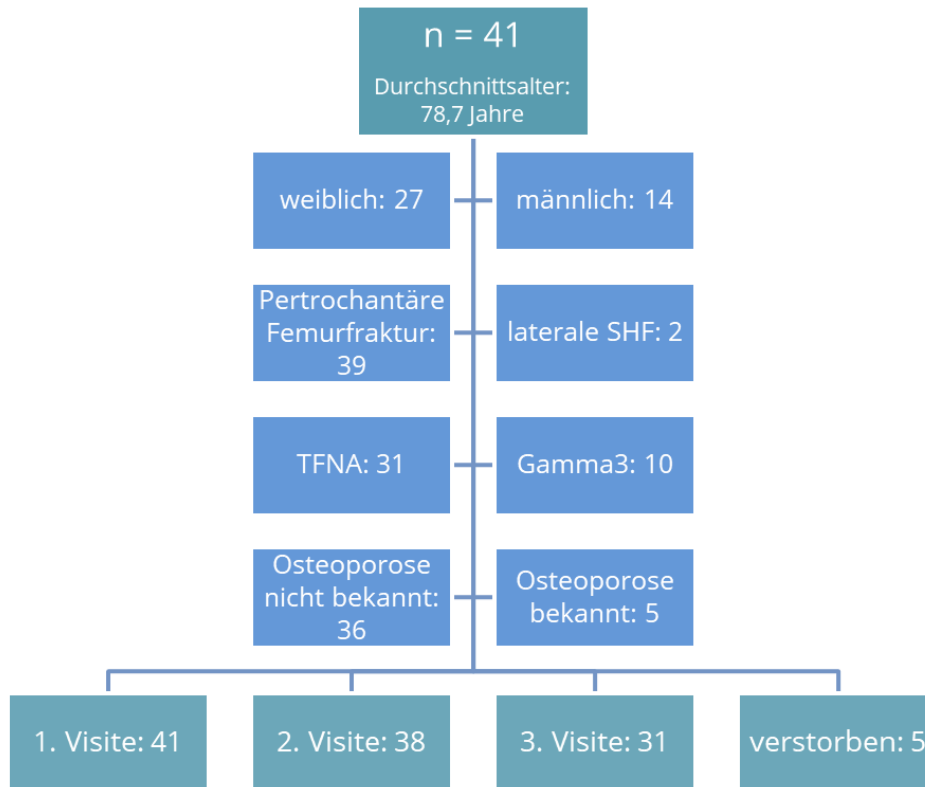 n = 41
Durchschnittsalter:
78,7 Jahre
weiblich: 27
männlich: 14
Pertrochantäre
Femurfraktur:
39
laterale SHF: 2
TFNA: 31
Gamma3: 10
Osteoporose
nicht bekannt:
36
Osteoporose
bekannt: 5
1. Visite: 41
2. Visite: 38
3. Visite: 31
verstorben: 5